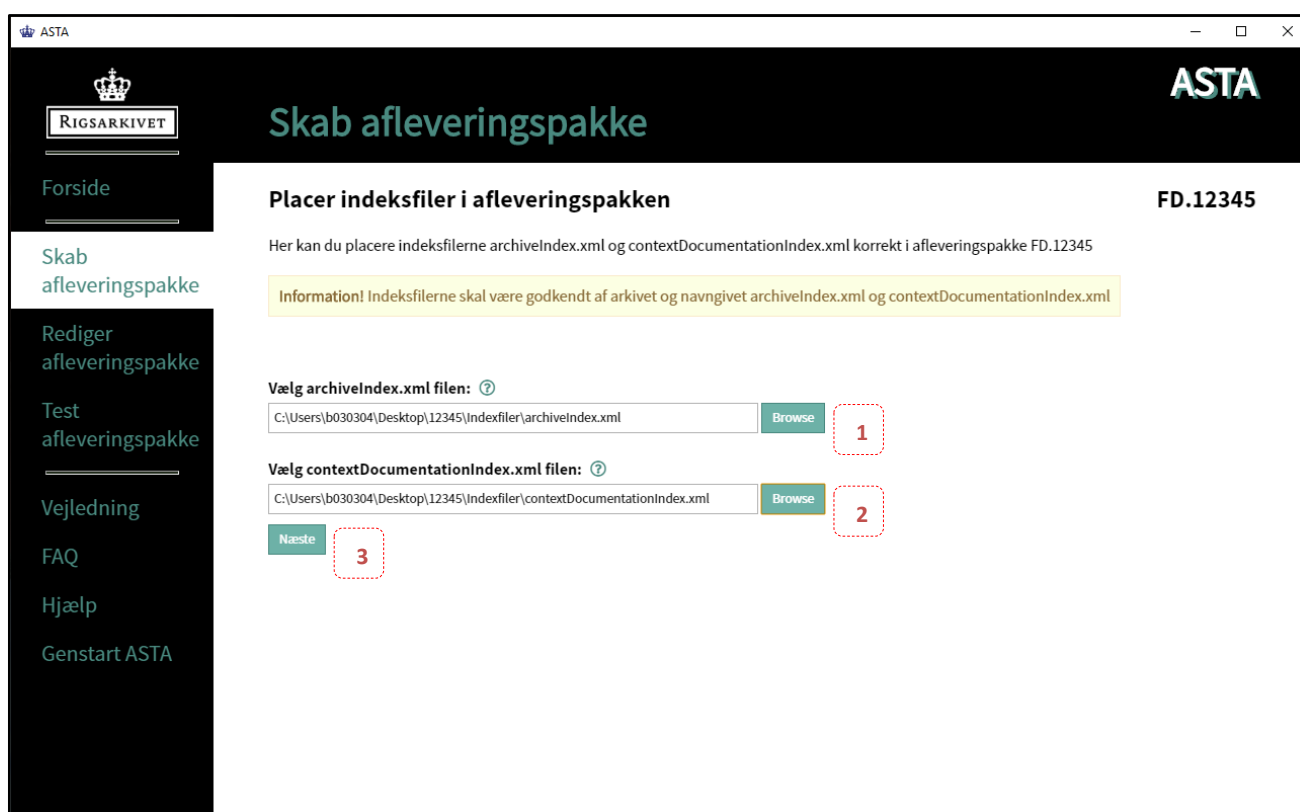 ASTA
RIGSARKIVET
Skab afleveringspakke
ASTA
Forside
Skab
afleveringspakke
Rediger
afleveringspakke
Test
afleveringspakke
Vejledning
FAQ
Hjælp
Genstart ASTA
Placer indeksfiler i afleveringspakken
FD.12345
Her kan du placere indeksfilerne archiveIndex.xml og contextDocumentationIndex.xml korrekt i afleveringspakke FD.12345
Information! Indeksfilerne skal være godkendt af arkivet og navngivet archiveIndex.xml og contextDocumentationIndex.xml
Vælg archiveIndex.xml filen: ?
C:\Users\b030304\Desktop\12345\Indexfiler\archiveIndex.xml
Browse
1
Vælg contextDocumentationIndex.xml filen: ?
C:\Users\b030304\Desktop\12345\Indexfiler\contextDocumentationIndex.xml
Browse
2
Næste
3